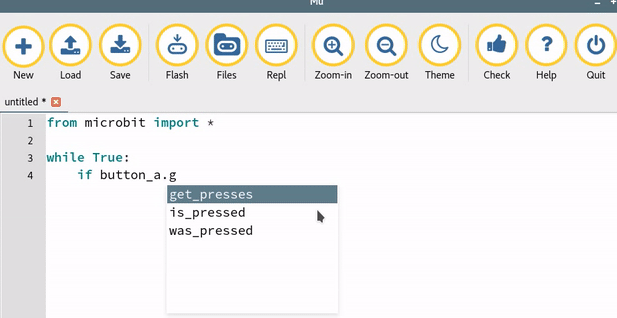 Mu
New Load Save Flash Files Repl Zoom-in Zoom-out Theme Check Help Quit
untitled *
1 from microbit import *
2
3 while True:
4 if button_a.g
get_presses
is_pressed
was_pressed